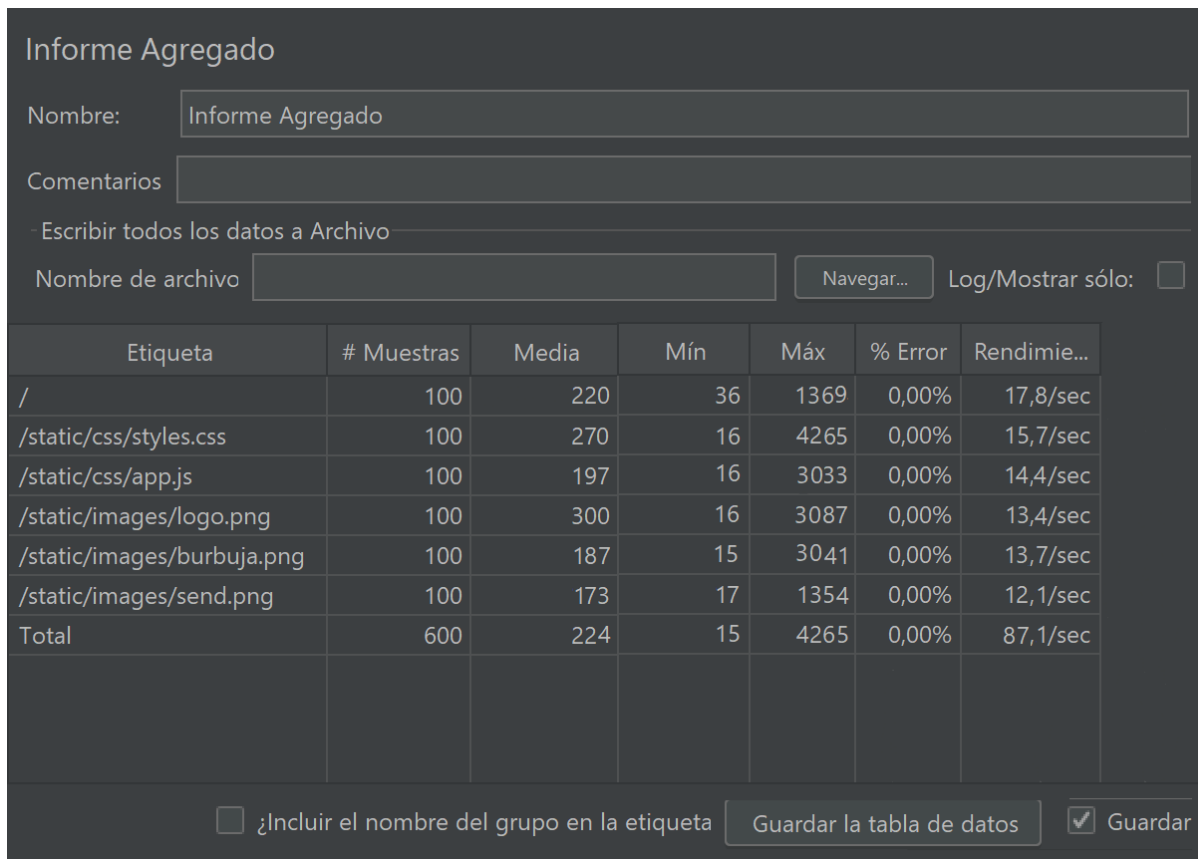 Informe Agregado
Nombre: Informe Agregado
Comentarios
Escribir todos los datos a Archivo
Nombre de archivo Navegar... Log/Mostrar sólo:
Etiqueta # Muestras Media Mín Máx % Error Rendimie...
/ 100 220 36 1369 0,00% 17,8/sec
/static/css/styles.css 100 270 16 4265 0,00% 15,7/sec
/static/css/app.js 100 197 16 3033 0,00% 14,4/sec
/static/images/logo.png 100 300 16 3087 0,00% 13,4/sec
/static/images/burbuja.png 100 187 15 3041 0,00% 13,7/sec
/static/images/send.png 100 173 17 1354 0,00% 12,1/sec
Total 600 224 15 4265 0,00% 87,1/sec
¿Incluir el nombre del grupo en la etiqueta Guardar la tabla de datos Guardar